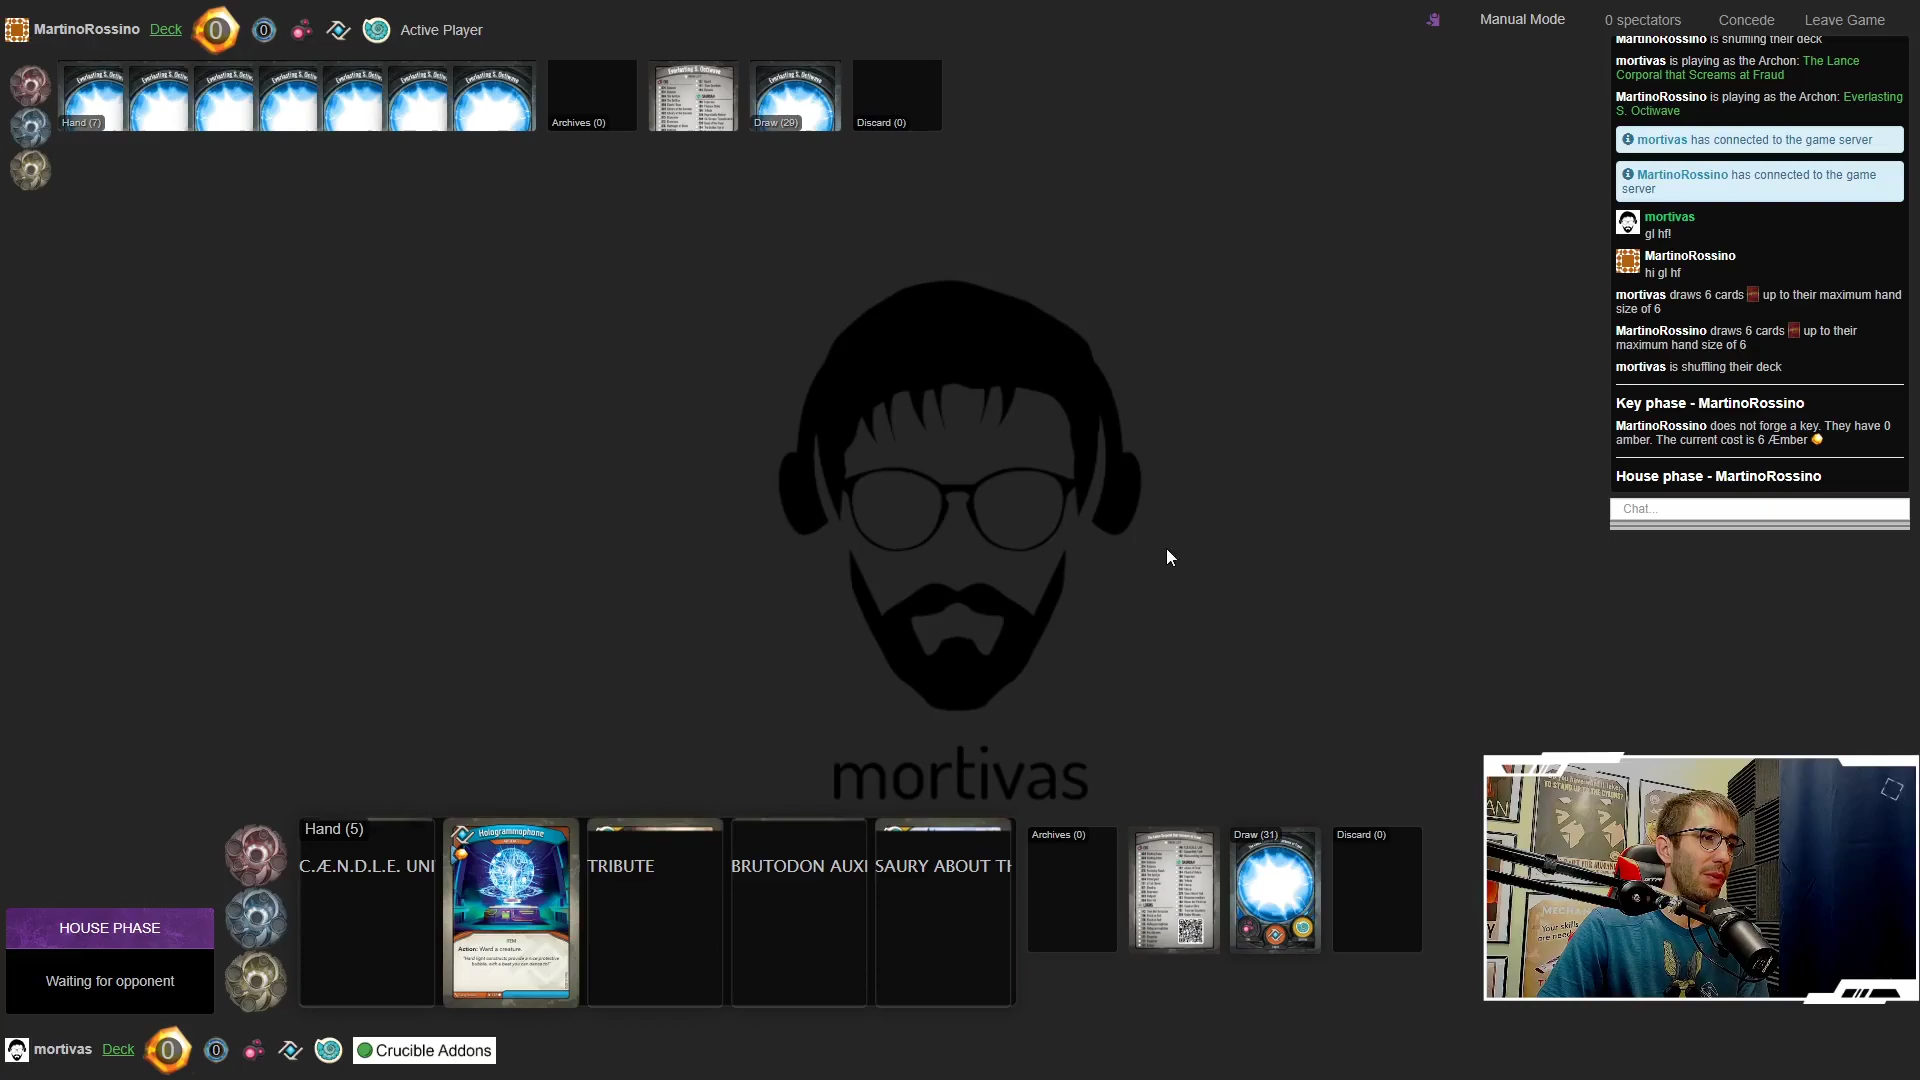 MartinoRossino Deck 0 0 Active Player
Manual Mode 0 spectators Concede Leave Game
Hand (7)
Archives (0)
Draw (29)
Discard (0)
MartinoRossino is shuffling their deck
mortivas is playing as the Archon: The Lance
Corporal that Screams at Fraud
MartinoRossino is playing as the Archon: Everlasting
S. Octiwave
mortivas has connected to the game server
MartinoRossino has connected to the game
server
mortivas
gl hf!
MartinoRossino
hi gl hf
mortivas draws 6 cards up to their maximum hand
size of 6
MartinoRossino draws 6 cards up to their
maximum hand size of 6
mortivas is shuffling their deck
Key phase - MartinoRossino
MartinoRossino does not forge a key. They have 0
amber. The current cost is 6 Æmber
House phase - MartinoRossino
Chat...
mortivas
Hand (5)
C.Æ.N.D.L.E. UNI
Hologrammophone
ITEM
Action: Ward a creature.
TRIBUTE
BRUTODON AUXI
SAURY ABOUT TH
Archives (0)
Draw (31)
Discard (0)
HOUSE PHASE
Waiting for opponent
mortivas Deck 0 0 Crucible Addons